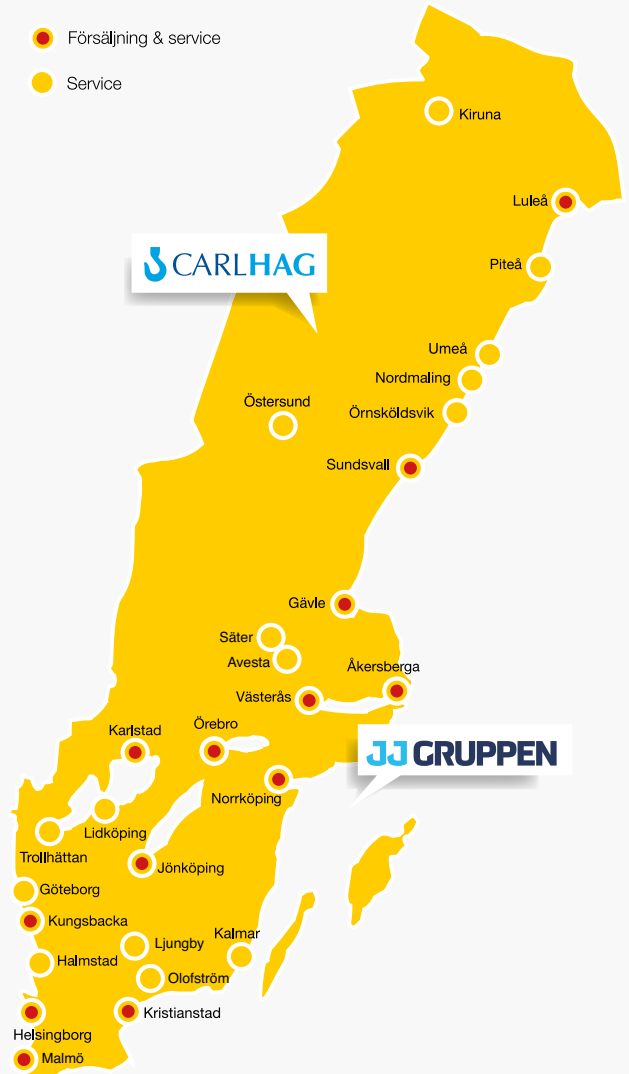 Försäljning & service
Service
Kiruna
Luleå
CARLHAG
Piteå
Umeå
Nordmaling
Östersund
Örnsköldsvik
Sundsvall
Gävle
Säter
Avesta
Åkersberga
Västerås
Örebro
Karlstad
JJ GRUPPEN
Norrköping
Lidköping
Trollhättan
Jönköping
Göteborg
Kungsbacka
Kalmar
Ljungby
Halmstad
Olofström
Kristianstad
Helsingborg
Malmö